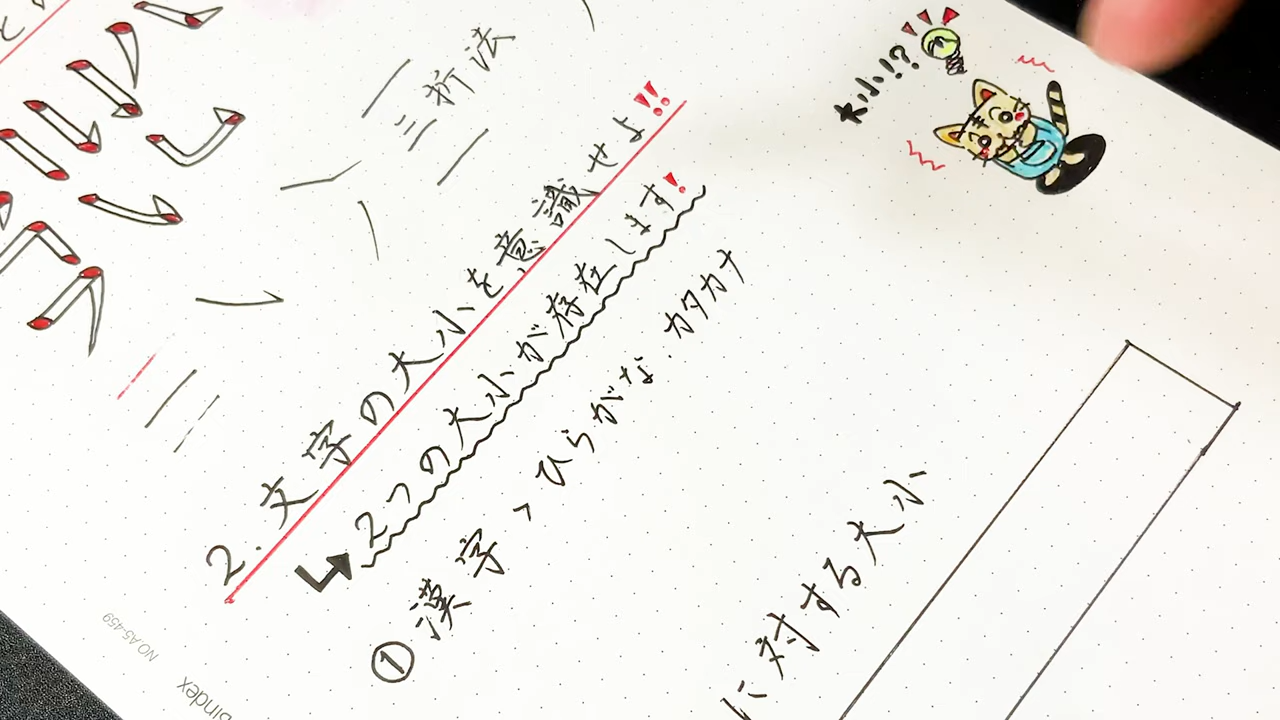 三折法
2.文字の大小を意識せよ!!
2つの大小が存在します!
①漢字>ひらがな・カタカナ
に対する大小
大小!?
NO.A5-459
bindex